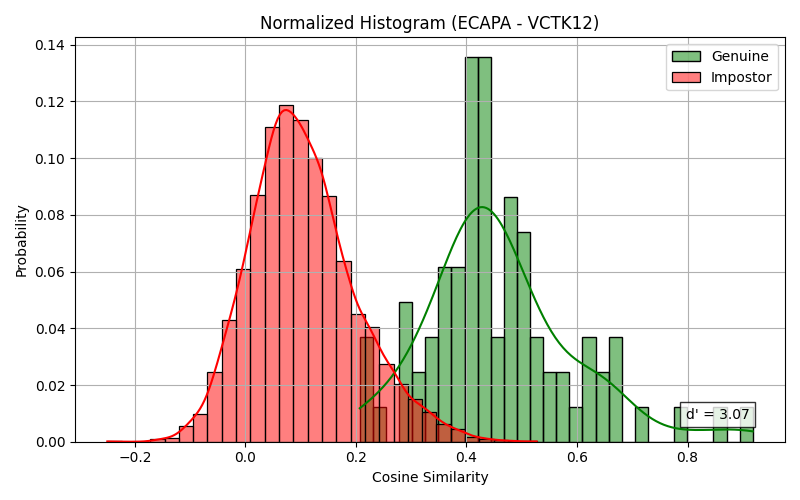 Normalized Histogram (ECAPA - VCTK12)
Genuine
Impostor
Probability
0.14
0.12
0.10
0.08
0.06
0.04
0.02
0.00
d' = 3.07
−0.2 0.0 0.2 0.4 0.6 0.8
Cosine Similarity